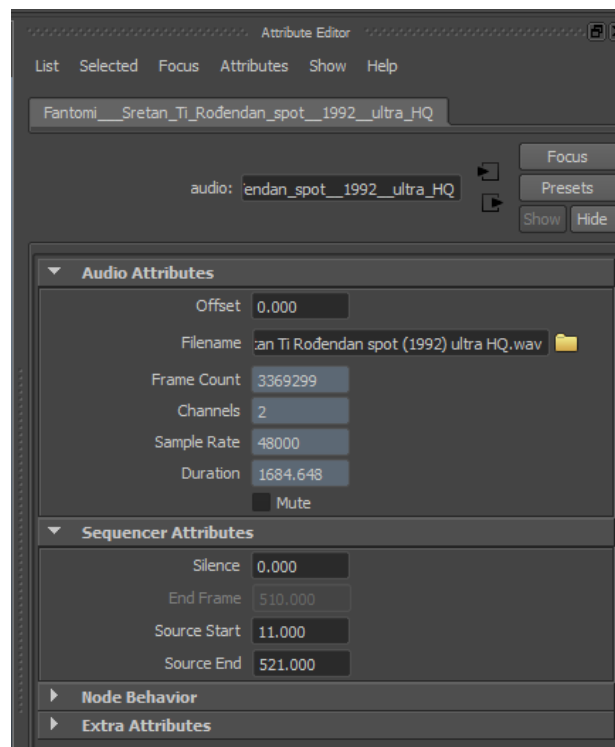 Attribute Editor
List Selected Focus Attributes Show Help
Fantomi___Sretan_Ti_Rođendan_spot__1992__ultra_HQ
Focus
audio: endan_spot__1992__ultra_HQ
Presets
Show Hide
Audio Attributes
Offset 0.000
Filename tan Ti Rođendan spot (1992) ultra HQ.wav
Frame Count 3369299
Channels 2
Sample Rate 48000
Duration 1684.648
Mute
Sequencer Attributes
Silence 0.000
End Frame 510.000
Source Start 11.000
Source End 521.000
Node Behavior
Extra Attributes